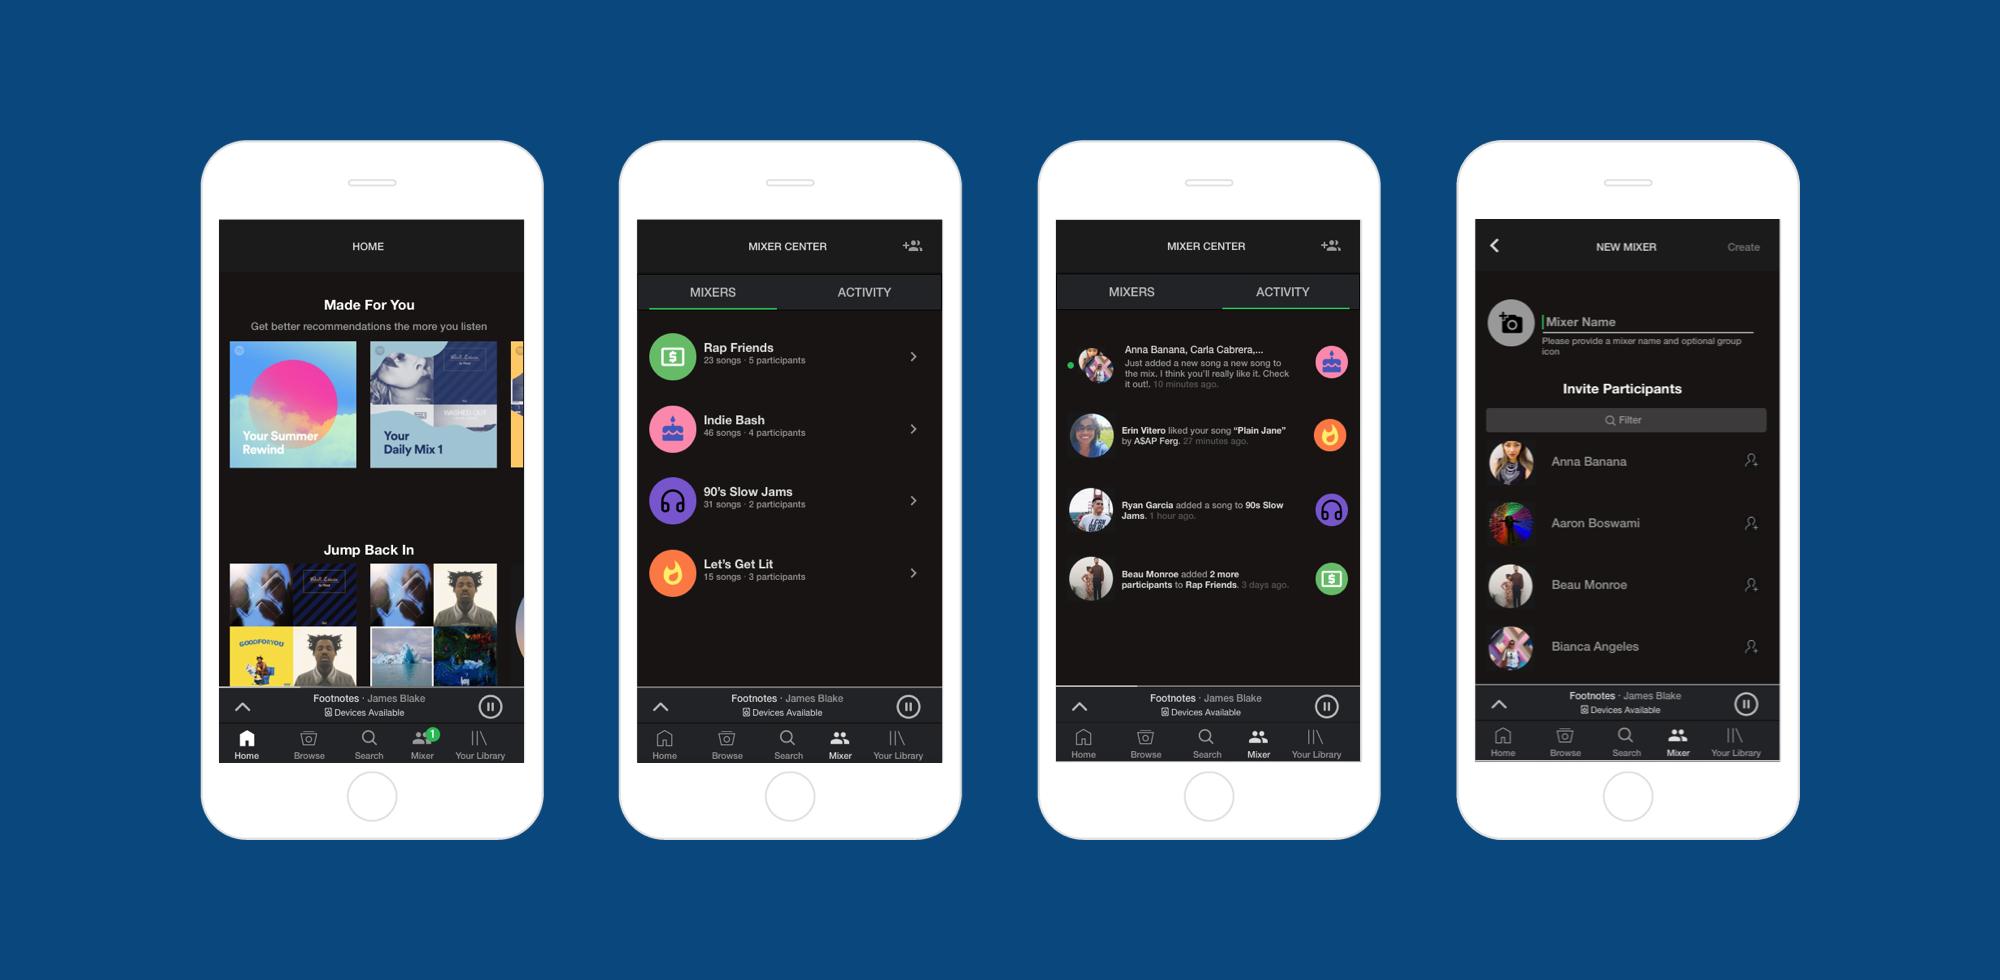 HOME
Made For You
Get better recommendations the more you listen
Your Summer
Rewind
WASHED OUT
Your
Daily Mix 1
Jump Back In
GOODFORYOU
Footnotes · James Blake
Devices Available
1
Home
Browse
Search
Mixer
Your Library
MIXER CENTER
MIXERS
ACTIVITY
Rap Friends
23 songs · 5 participants
Indie Bash
46 songs · 4 participants
90's Slow Jams
31 songs · 2 participants
Let's Get Lit
15 songs · 3 participants
Footnotes · James Blake
Devices Available
Home
Browse
Search
Mixer
Your Library
MIXER CENTER
MIXERS
ACTIVITY
Anna Banana, Carla Cabrera,...
Just added a new song a new song to
the mix. I think you'll really like it. Check
it out!. 10 minutes ago.
Erin Vitero liked your song “Plain Jane”
by A$AP Ferg. 27 minutes ago.
Ryan Garcia added a song to 90s Slow
Jams. 1 hour ago.
Beau Monroe added 2 more
participants to Rap Friends. 3 days ago.
Footnotes · James Blake
Devices Available
Home
Browse
Search
Mixer
Your Library
NEW MIXER
Create
Mixer Name
Please provide a mixer name and optional group
icon
Invite Participants
Filter
Anna Banana
Aaron Boswami
Beau Monroe
Bianca Angeles
Footnotes · James Blake
Devices Available
Home
Browse
Search
Mixer
Your Library